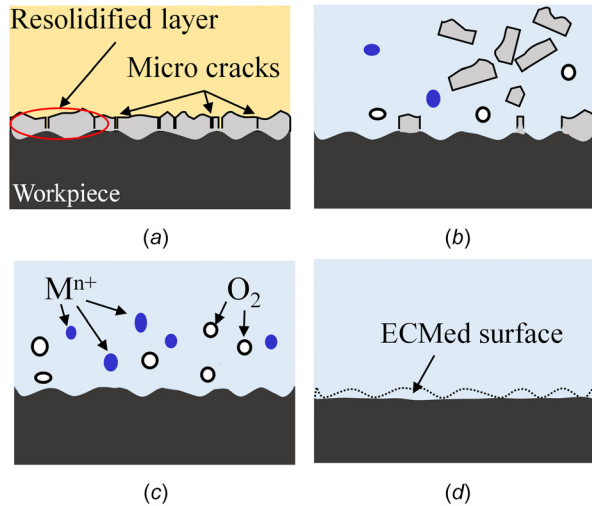 Resolidified layer
Micro cracks
Workpiece
(a)
(b)
Mⁿ⁺
O₂
(c)
ECMed surface
(d)